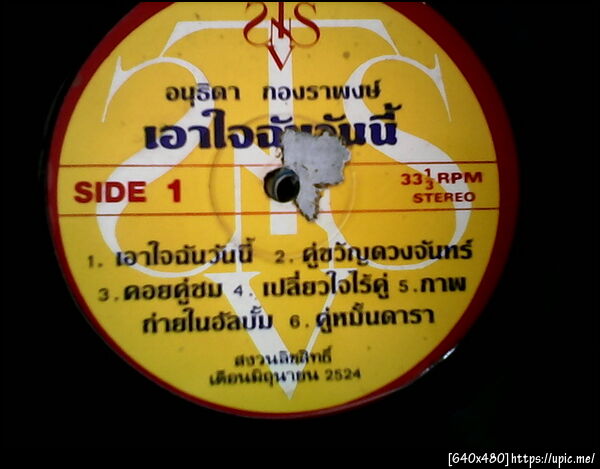 อนุธิดา กองราพงษ์
เอาใจฉันวันนี้
SIDE 1
33 1/3 RPM
STEREO
1. เอาใจฉันวันนี้ 2. คู่ขวัญดวงจันทร์
3. คอยคู่ชม 4. เปลี่ยวใจไร้คู่ 5. ภาพ
ถ่ายในอัลบั้ม 6. คู่หมื่นดารา
สงวนลิขสิทธิ์
เดือนมิถุนายน 2524
[640x480]https://upic.me/